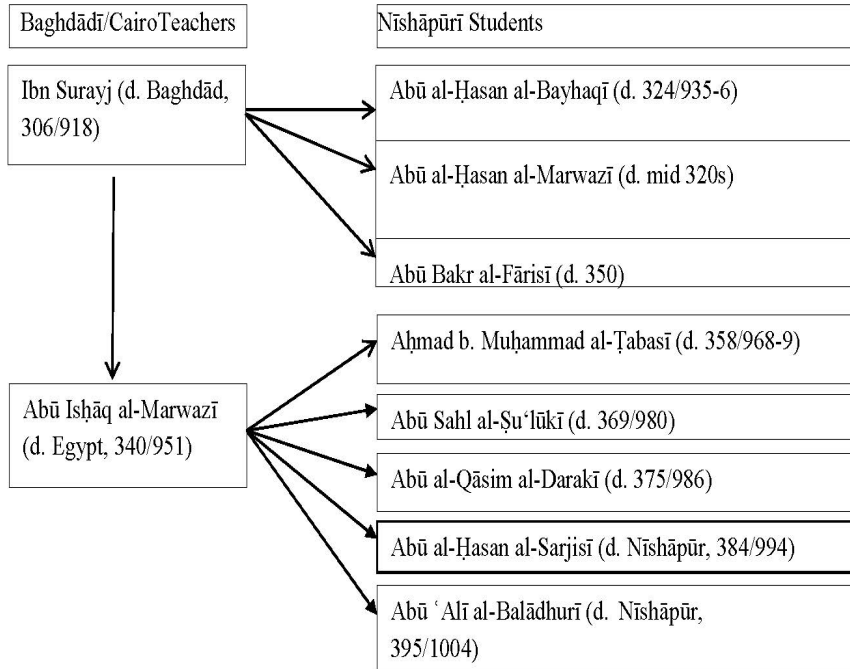 Baghdādī/CairoTeachers
Nīshāpūrī Students
Ibn Surayj (d. Baghdād,
306/918)
Abū al-Ḥasan al-Bayhaqī (d. 324/935-6)
Abū al-Ḥasan al-Marwazī (d. mid 320s)
Abū Bakr al-Fārisī (d. 350)
Abū Isḥāq al-Marwazī
(d. Egypt, 340/951)
Aḥmad b. Muḥammad al-Ṭabasī (d. 358/968-9)
Abū Sahl al-Ṣuʻlūkī (d. 369/980)
Abū al-Qāsim al-Darakī (d. 375/986)
Abū al-Ḥasan al-Sarjisī (d. Nīshāpūr, 384/994)
Abū ʻAlī al-Balādhurī (d. Nīshāpūr,
395/1004)